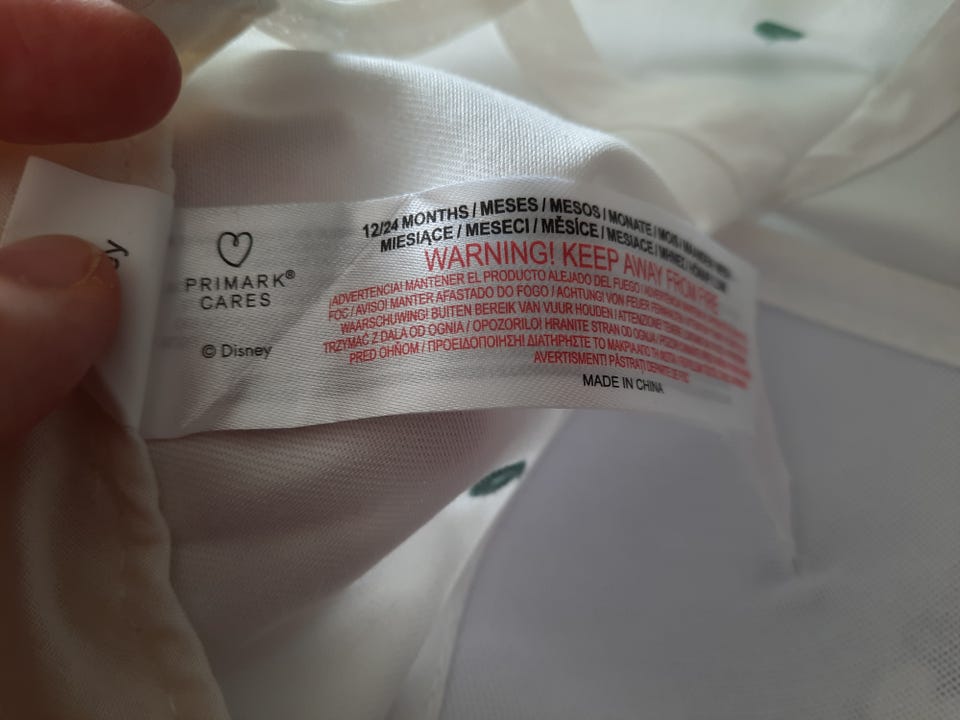 PRIMARK®
CARES
© Disney
12/24 MONTHS / MESES / MESOS / MONATE / MOIS /
MIESIĄCE / MESECI / MĚSÍCE / MESIACE /
WARNING! KEEP AWAY FROM FIRE
¡ADVERTENCIA! MANTENER EL PRODUCTO ALEJADO DEL FUEGO /
FOC / AVISO! MANTER AFASTADO DO FOGO / ACHTUNG! VON FEUER
WAARSCHUWING! BUITEN BEREIK VAN VUUR HOUDEN! ATTENZIONE
TRZYMAĆ Z DALA OD OGNIA / OPOZORILO! HRANITE STRAN OD OGNJA /
PRED OHŇOM / ΠΡΟΕΙΔΟΠΟΙΗΣΗ! ΔΙΑΤΗΡΗΣΤΕ ΤΟ ΜΑΚΡΙΑ ΑΠΟ
AVERTISMENT! PĂSTRAȚI DEPARTE DE FOC
MADE IN CHINA